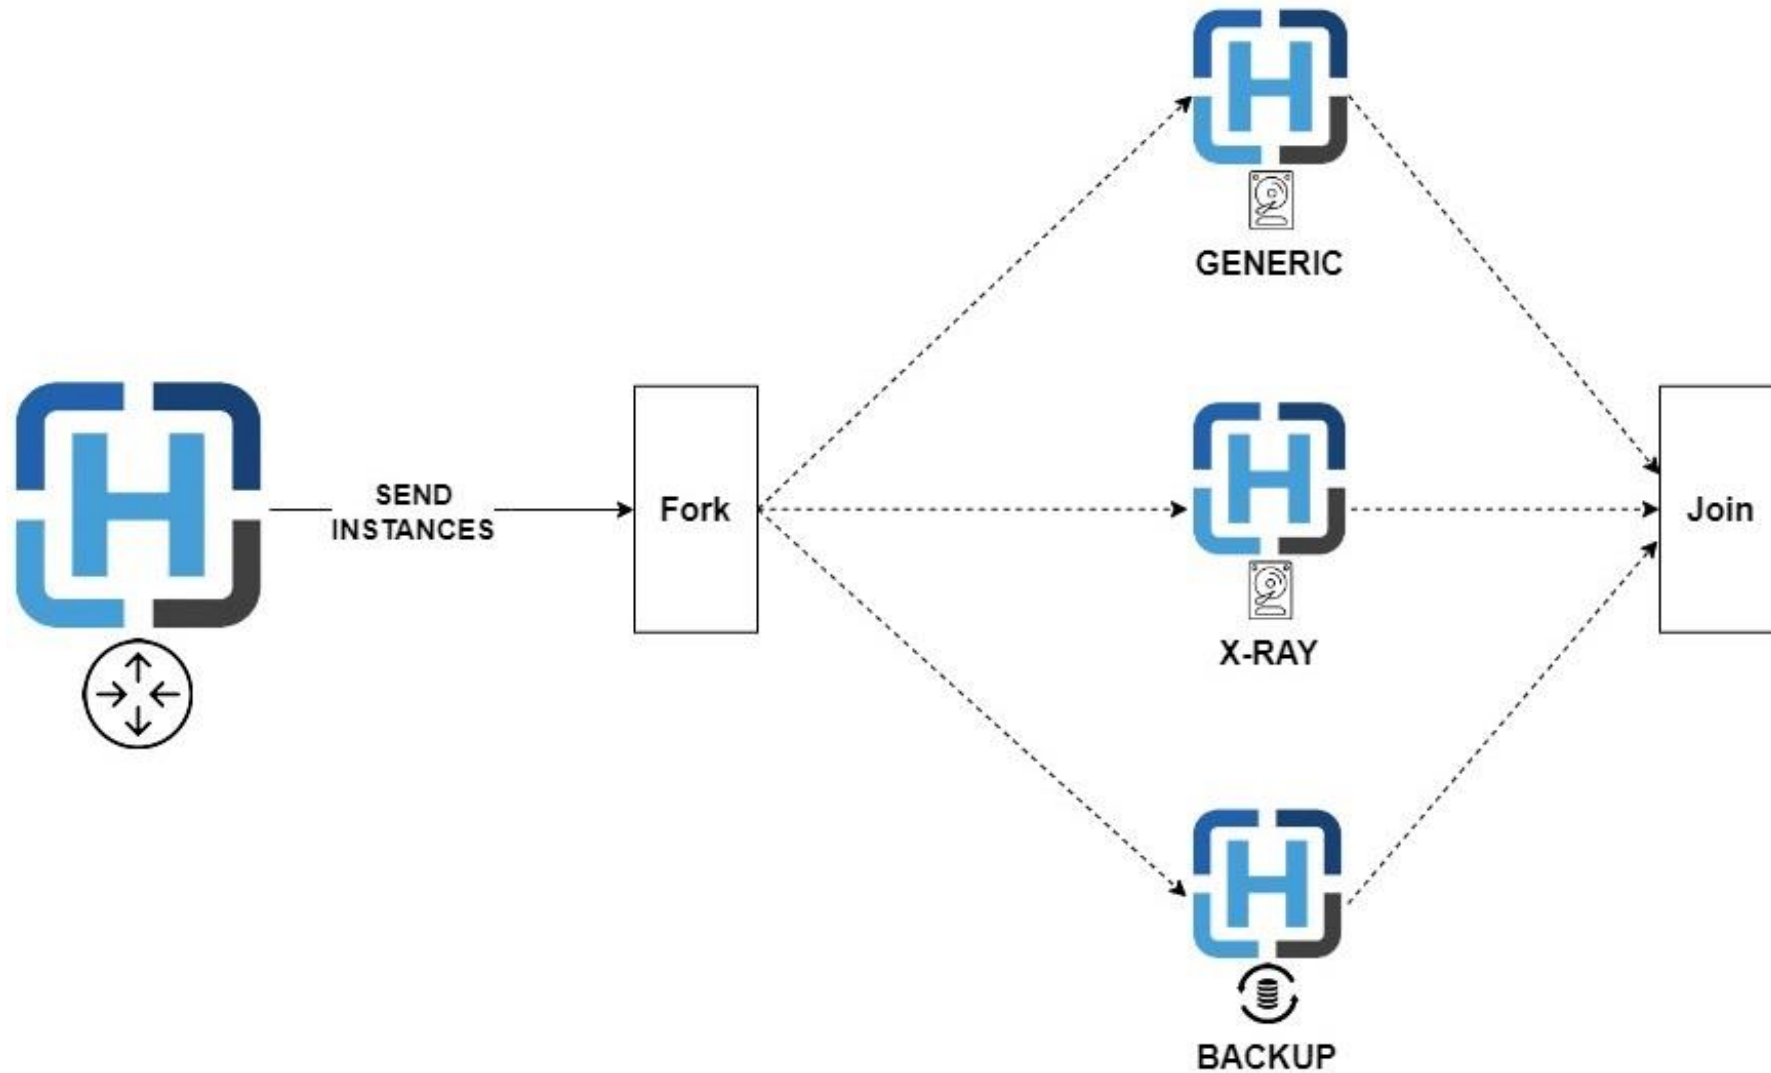 GENERIC
SEND
INSTANCES
Fork
Join
X-RAY
BACKUP